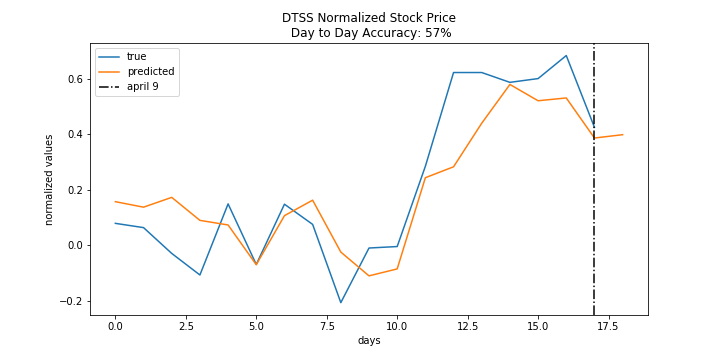 DTSS Normalized Stock Price
Day to Day Accuracy: 57%
true
predicted
april 9
normalized values
0.6
0.4
0.2
0.0
−0.2
0.0 2.5 5.0 7.5 10.0 12.5 15.0 17.5
days